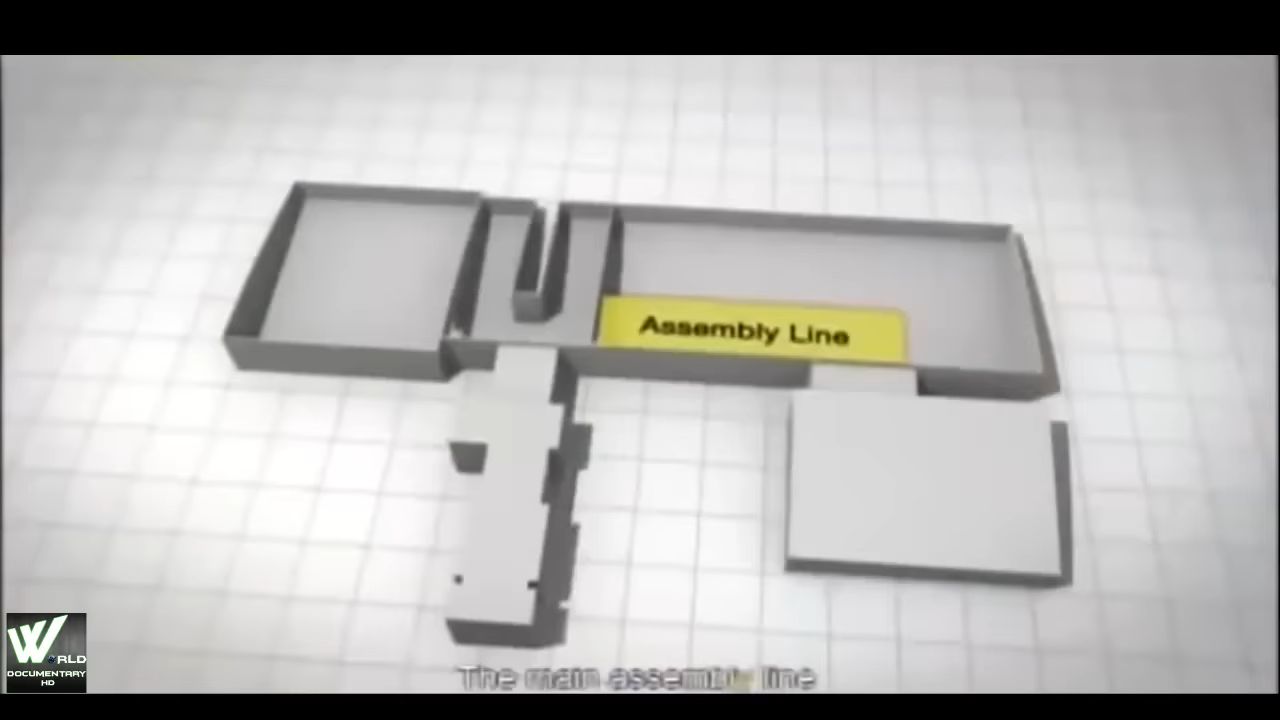 Assembly Line
WORLD
DOCUMENTARY
HD
The main assembly line